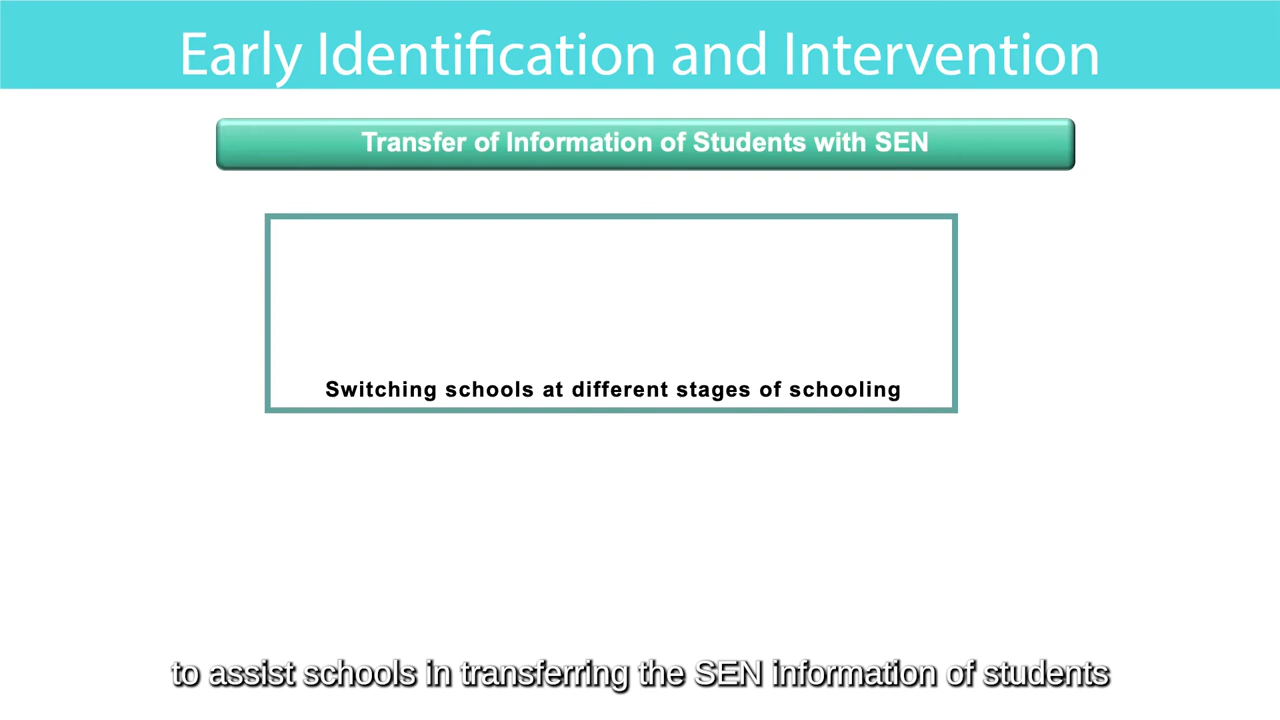 Early Identification and Intervention
Transfer of Information of Students with SEN
Switching schools at different stages of schooling
to assist schools in transferring the SEN information of students